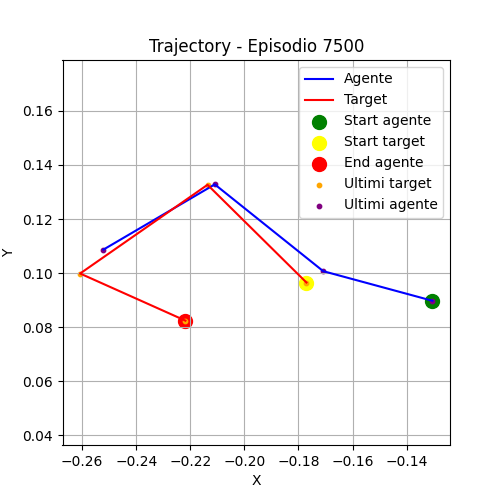 Trajectory - Episodio 7500
Agente
Target
Start agente
Start target
End agente
Ultimi target
Ultimi agente
Y
0.16
0.14
0.12
0.10
0.08
0.06
0.04
−0.26
−0.24
−0.22
−0.20
−0.18
−0.16
−0.14
X